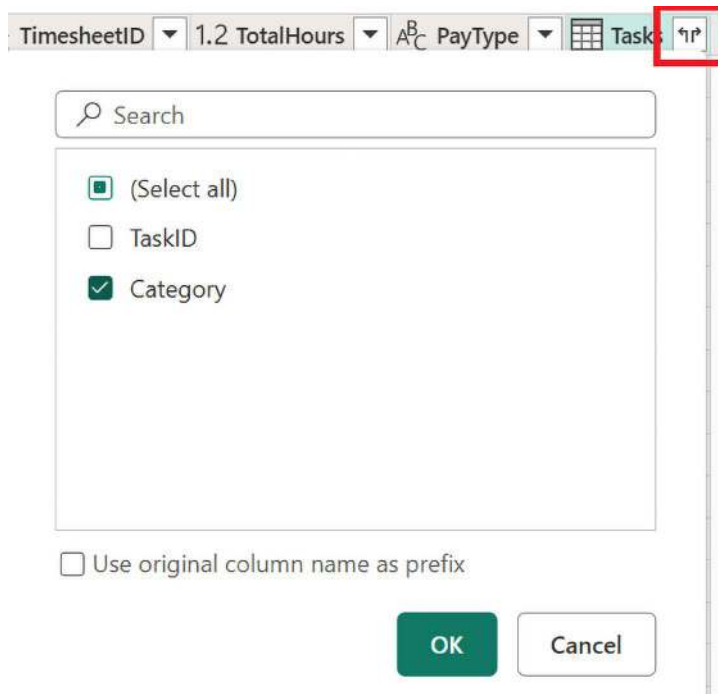 TimesheetID 1.2 TotalHours ABC PayType Tasks
Search
(Select all)
TaskID
Category
Use original column name as prefix
OK Cancel